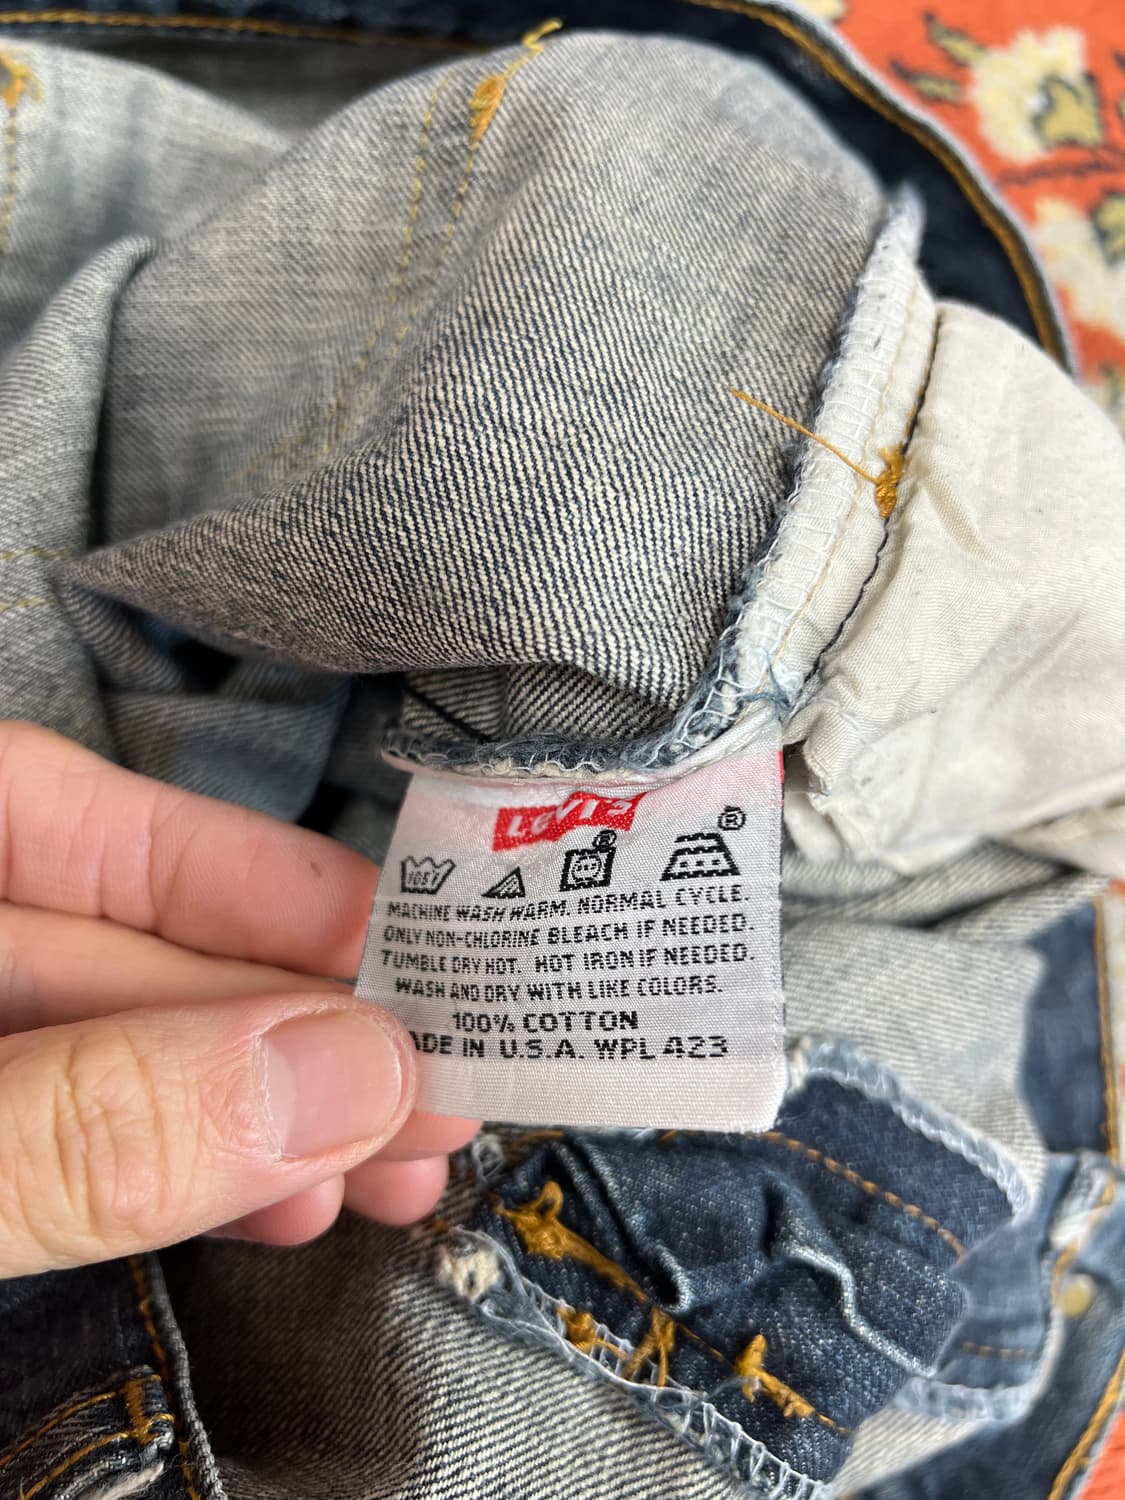 Levi's
®
®
105F
MACHINE WASH WARM. NORMAL CYCLE.
ONLY NON-CHLORINE BLEACH IF NEEDED.
TUMBLE DRY HOT. HOT IRON IF NEEDED.
WASH AND DRY WITH LIKE COLORS.
100% COTTON
ADE IN U.S.A. WPL 423